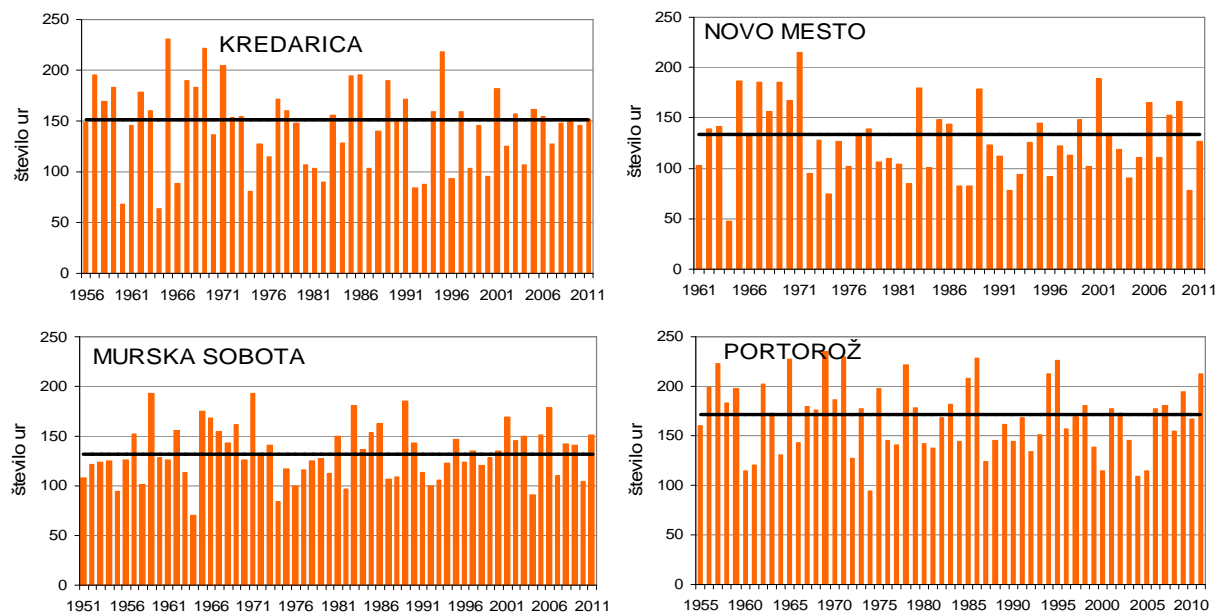 KREDARICA
število ur
250
200
150
100
50
0
1956 1961 1966 1971 1976 1981 1986 1991 1996 2001 2006 2011
NOVO MESTO
število ur
250
200
150
100
50
0
1961 1966 1971 1976 1981 1986 1991 1996 2001 2006 2011
MURSKA SOBOTA
število ur
250
200
150
100
50
0
1951 1956 1961 1966 1971 1976 1981 1986 1991 1996 2001 2006 2011
PORTOROŽ
število ur
250
200
150
100
50
0
1955 1960 1965 1970 1975 1980 1985 1990 1995 2000 2005 2010